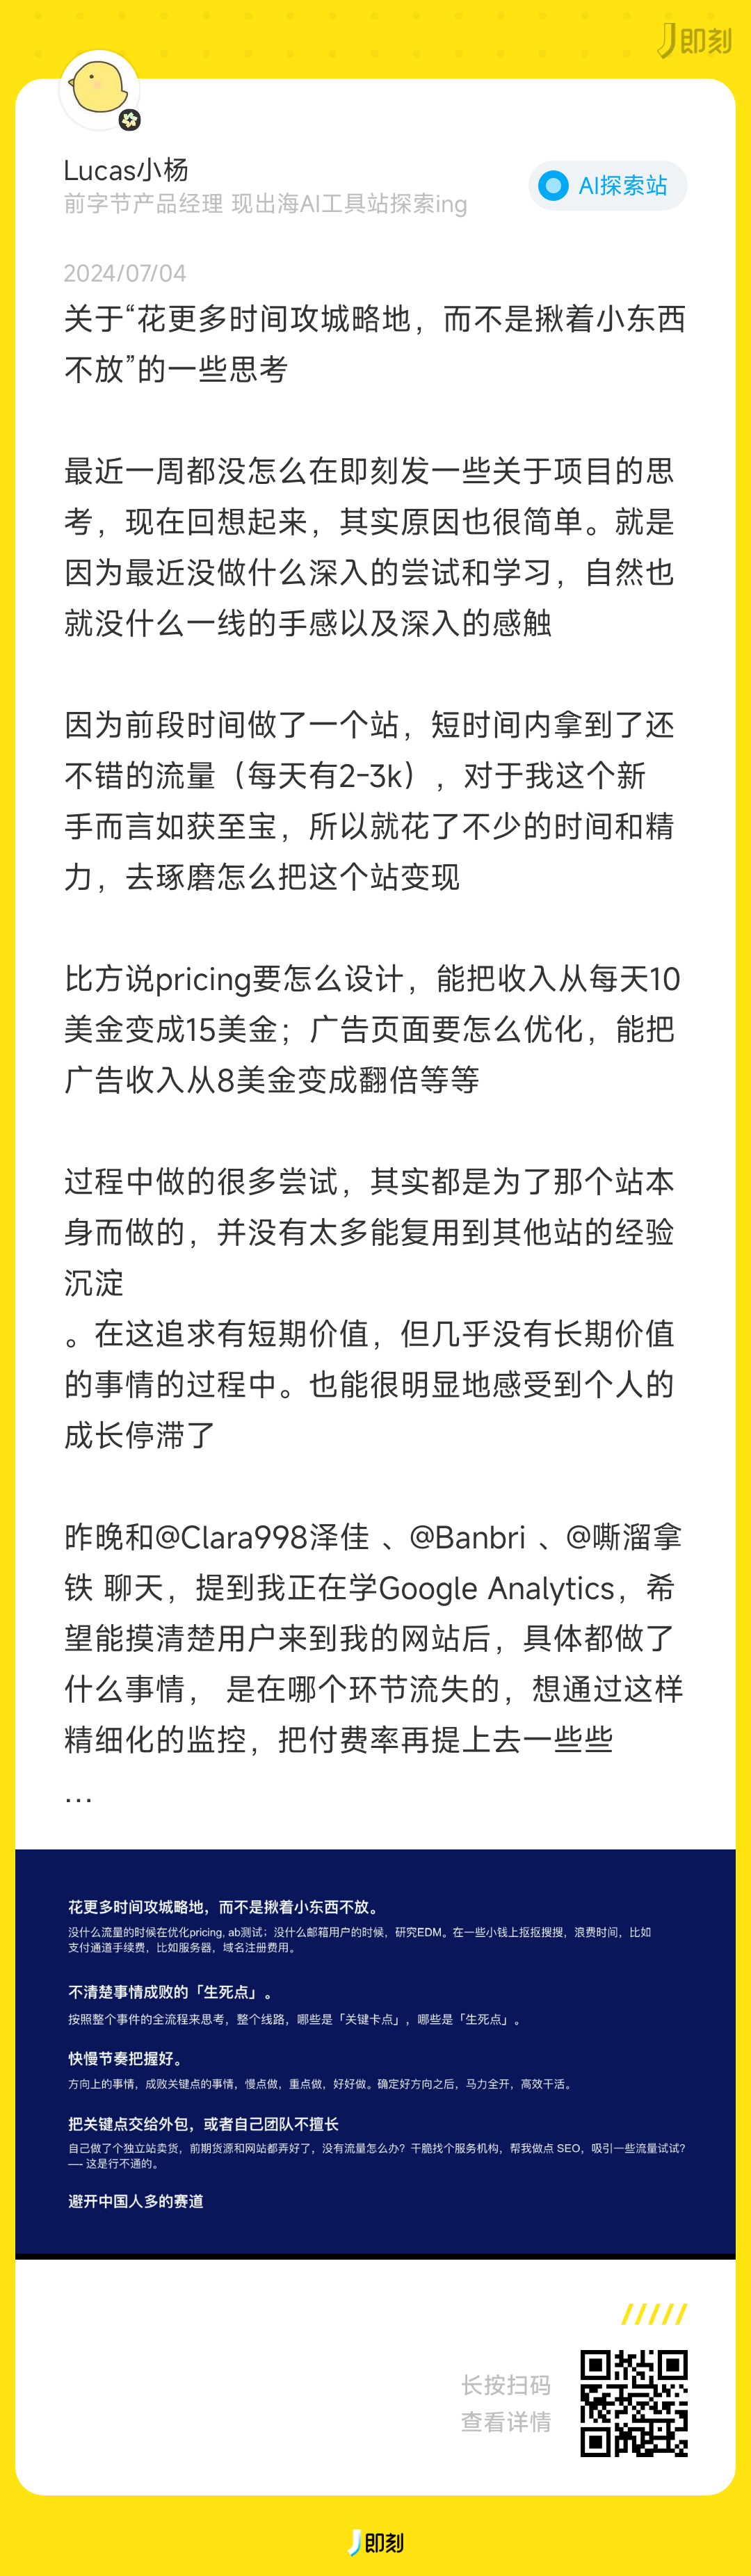 即刻
Lucas小杨
前字节产品经理 现出海AI工具站探索ing
AI探索站
2024/07/04
关于“花更多时间攻城略地，而不是揪着小东西
不放”的一些思考
最近一周都没怎么在即刻发一些关于项目的思
考，现在回想起来，其实原因也很简单。就是
因为最近没做什么深入的尝试和学习，自然也
就没什么一线的手感以及深入的感触
因为前段时间做了一个站，短时间内拿到了还
不错的流量（每天有2-3k），对于我这个新
手而言如获至宝，所以就花了不少的时间和精
力，去琢磨怎么把这个站变现
比方说pricing要怎么设计，能把收入从每天10
美金变成15美金；广告页面要怎么优化，能把
广告收入从8美金变成翻倍等等
过程中做的很多尝试，其实都是为了那个站本
身而做的，并没有太多能复用到其他站的经验
沉淀
。在这追求有短期价值，但几乎没有长期价值
的事情的过程中。也能很明显地感受到个人的
成长停滞了
昨晚和@Clara998泽佳 、@Banbri 、@嘶溜拿
铁 聊天，提到我正在学Google Analytics，希
望能摸清楚用户来到我的网站后，具体都做了
什么事情， 是在哪个环节流失的，想通过这样
精细化的监控，把付费率再提上去一些些
...
花更多时间攻城略地，而不是揪着小东西不放。
没什么流量的时候在优化pricing, ab测试；没什么邮箱用户的时候，研究EDM。在一些小钱上抠抠搜搜，浪费时间，比如
支付通道手续费，比如服务器，域名注册费用。
不清楚事情成败的「生死点」。
按照整个事件的全流程来思考，整个线路，哪些是「关键卡点」，哪些是「生死点」。
快慢节奏把握好。
方向上的事情，成败关键点的事情，慢点做，重点做，好好做。确定好方向之后，马力全开，高效干活。
把关键点交给外包，或者自己团队不擅长
自己做了个独立站卖货，前期货源和网站都弄好了，没有流量怎么办？干脆找个服务机构，帮我做点 SEO，吸引一些流量试试？
—- 这是行不通的。
避开中国人多的赛道
长按扫码
查看详情
即刻